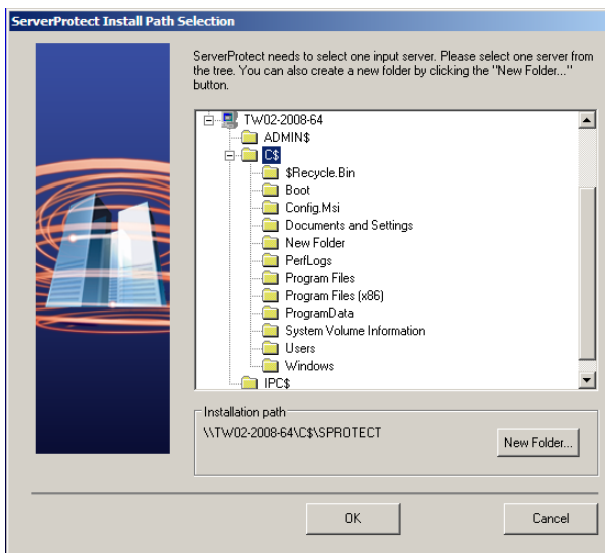 ServerProtect Install Path Selection
ServerProtect needs to select one input server. Please select one server from
the tree. You can also create a new folder by clicking the "New Folder..."
button.
TW02-2008-64
ADMIN$
C$
$Recycle.Bin
Boot
Config.Msi
Documents and Settings
New Folder
PerfLogs
Program Files
Program Files (x86)
ProgramData
System Volume Information
Users
Windows
IPC$
Installation path
\\TW02-2008-64\C$\SPROTECT
New Folder...
OK
Cancel